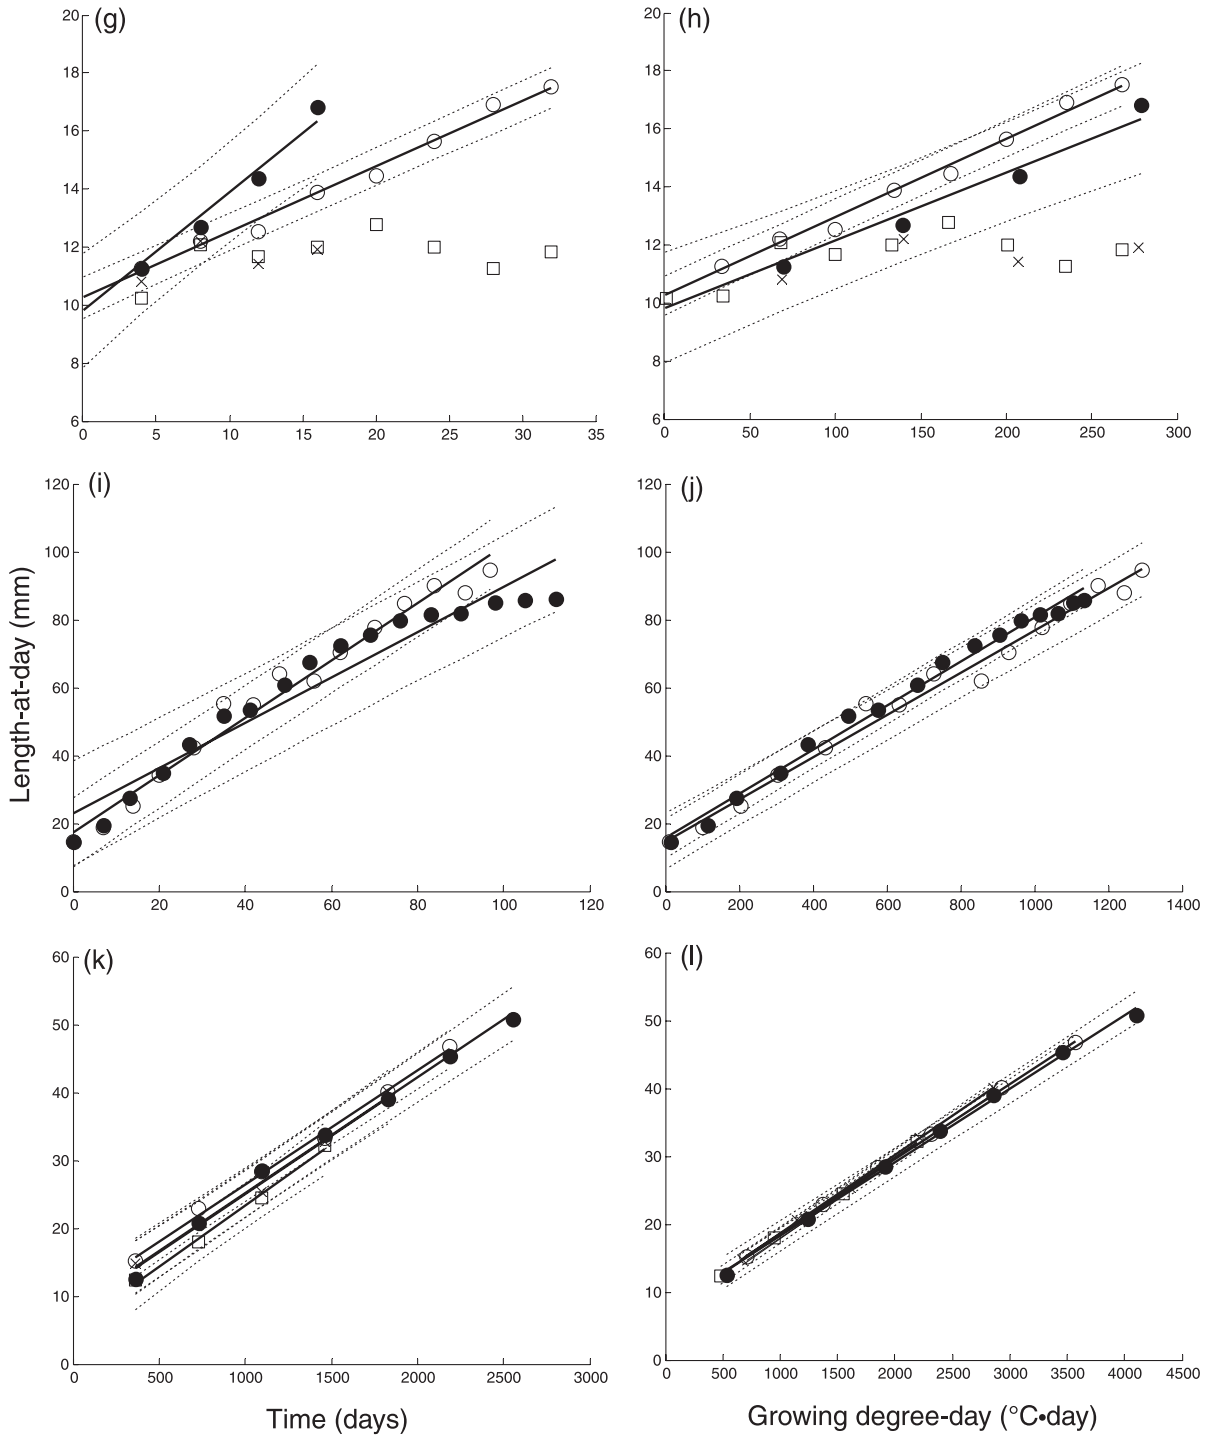 (g)
20
18
16
14
12
10
8
6
0 5 10 15 20 25 30 35
(h)
20
18
16
14
12
10
8
6
0 50 100 150 200 250 300
(i)
120
100
80
60
40
20
0
0 20 40 60 80 100 120
(j)
120
100
80
60
40
20
0
0 200 400 600 800 1000 1200 1400
Length-at-day (mm)
(k)
60
50
40
30
20
10
0
0 500 1000 1500 2000 2500 3000
(l)
60
50
40
30
20
10
0
0 500 1000 1500 2000 2500 3000 3500 4000 4500
Time (days)
Growing degree-day (°C•day)